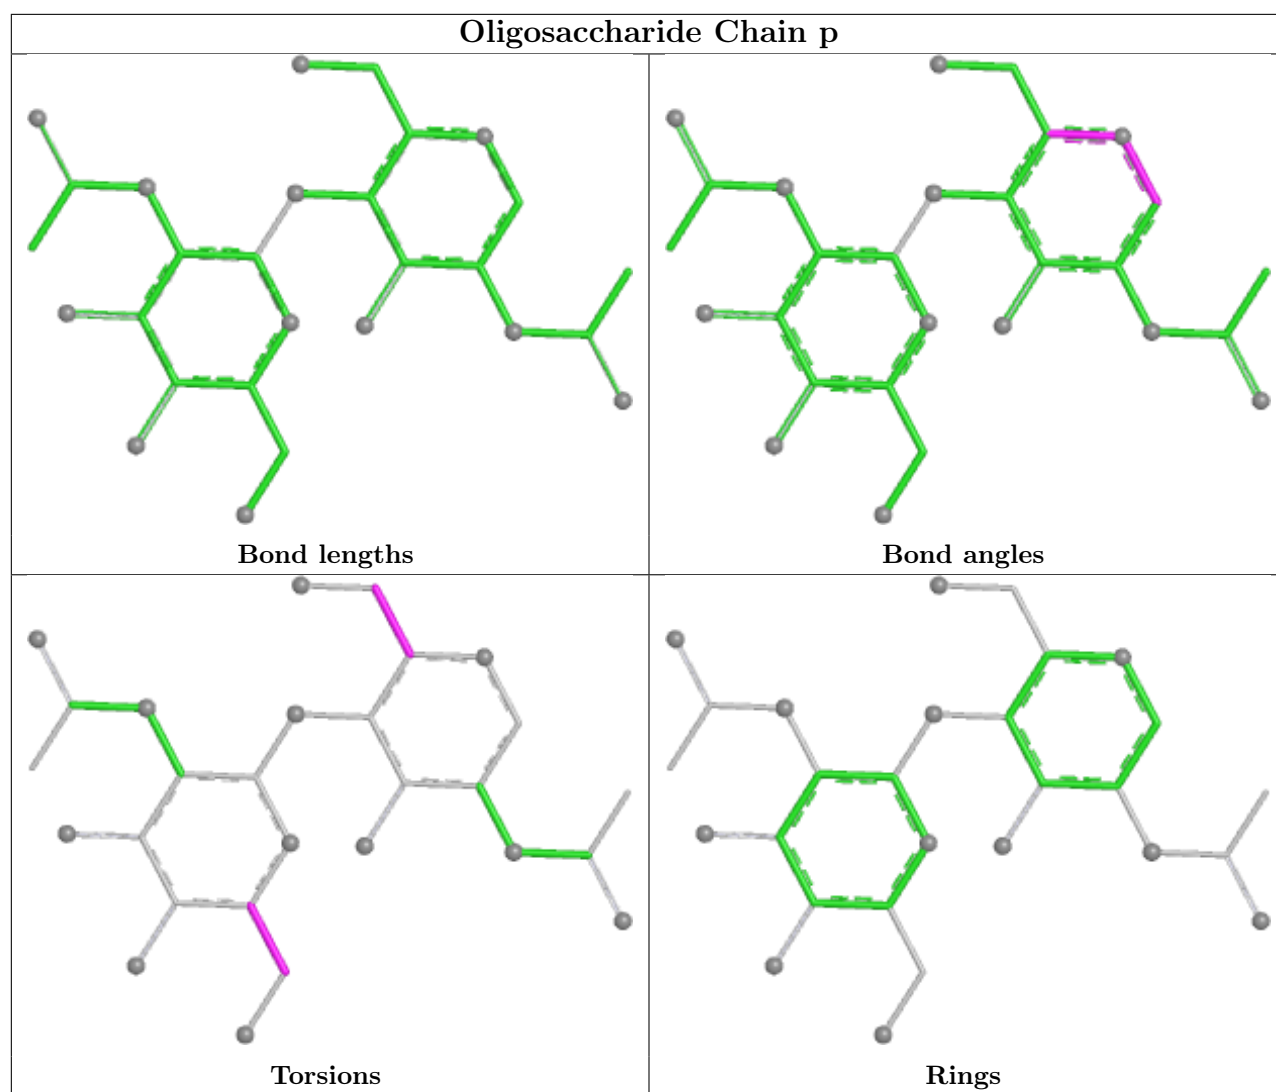 Oligosaccharide Chain p
Bond lengths
Bond angles
Torsions
Rings